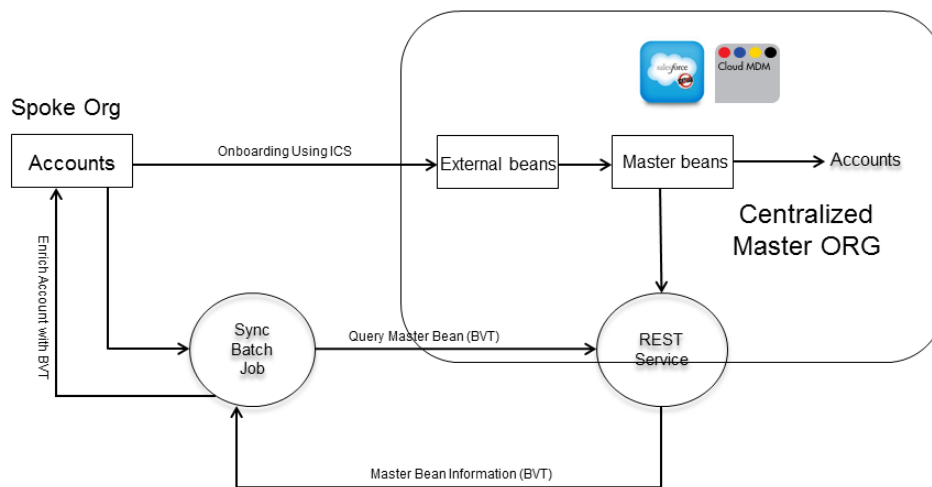 salesforce
Cloud MDM
Spoke Org
Accounts
Onboarding Using ICS
External beans
Master beans
Accounts
Centralized
Master ORG
Enrich Account with BVT
Sync
Batch
Job
Query Master Bean (BVT)
REST
Service
Master Bean Information (BVT)